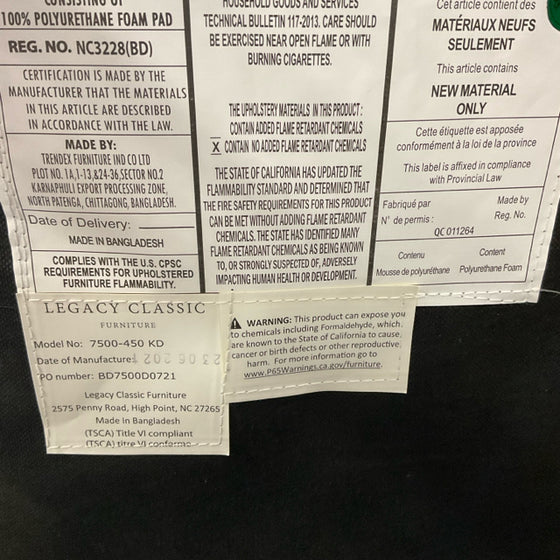 CONSISTING OF
100% POLYURETHANE FOAM PAD
REG. NO. NC3228(BD)
CERTIFICATION IS MADE BY THE
MANUFACTURER THAT THE MATERIALS
IN THIS ARTICLE ARE DESCRIBED
IN ACCORDANCE WITH THE LAW.
MADE BY:
TRENDEX FURNITURE IND CO LTD
PLOT NO. 1A,1-13,&24-36,SECTOR NO.2
KARNAPHULI EXPORT PROCESSING ZONE,
NORTH PATENGA, CHITTAGONG, BANGLADESH.
Date of Delivery:
MADE IN BANGLADESH
COMPLIES WITH THE U.S. CPSC
REQUIREMENTS FOR UPHOLSTERED
FURNITURE FLAMMABILITY.
HOUSEHOLD GOODS AND SERVICES
TECHNICAL BULLETIN 117-2013. CARE SHOULD
BE EXERCISED NEAR OPEN FLAME OR WITH
BURNING CIGARETTES.
THE UPHOLSTERY MATERIALS IN THIS PRODUCT:
CONTAIN ADDED FLAME RETARDANT CHEMICALS
X CONTAIN NO ADDED FLAME RETARDANT CHEMICALS
THE STATE OF CALIFORNIA HAS UPDATED THE
FLAMMABILITY STANDARD AND DETERMINED THAT
THE FIRE SAFETY REQUIREMENTS FOR THIS PRODUCT
CAN BE MET WITHOUT ADDING FLAME RETARDANT
CHEMICALS. THE STATE HAS IDENTIFIED MANY
FLAME RETARDANT CHEMICALS AS BEING KNOWN
TO, OR STRONGLY SUSPECTED OF, ADVERSELY
IMPACTING HUMAN HEALTH OR DEVELOPMENT.
Cet article contient des
MATÉRIAUX NEUFS
SEULEMENT
This article contains
NEW MATERIAL
ONLY
Cette étiquette est apposée
conformément à la loi de la province
This label is affixed in compliance
with Provincial Law
Fabriqué par Made by
N° de permis : Reg. No.
QC 011264
Contenu Content
Mousse de polyuréthane Polyurethane Foam
LEGACY CLASSIC
FURNITURE
Model No: 7500-450 KD
Date of Manufacture:
PO number: BD7500D0721
Legacy Classic Furniture
2575 Penny Road, High Point, NC 27265
Made in Bangladesh
(TSCA) Title VI compliant
(TSCA) titre VI conforme
WARNING: This product can expose you
to chemicals including Formaldehyde, which
are known to the State of California to cause
cancer or birth defects or other reproductive
harm. For more information go to
www.P65Warnings.ca.gov/furniture.